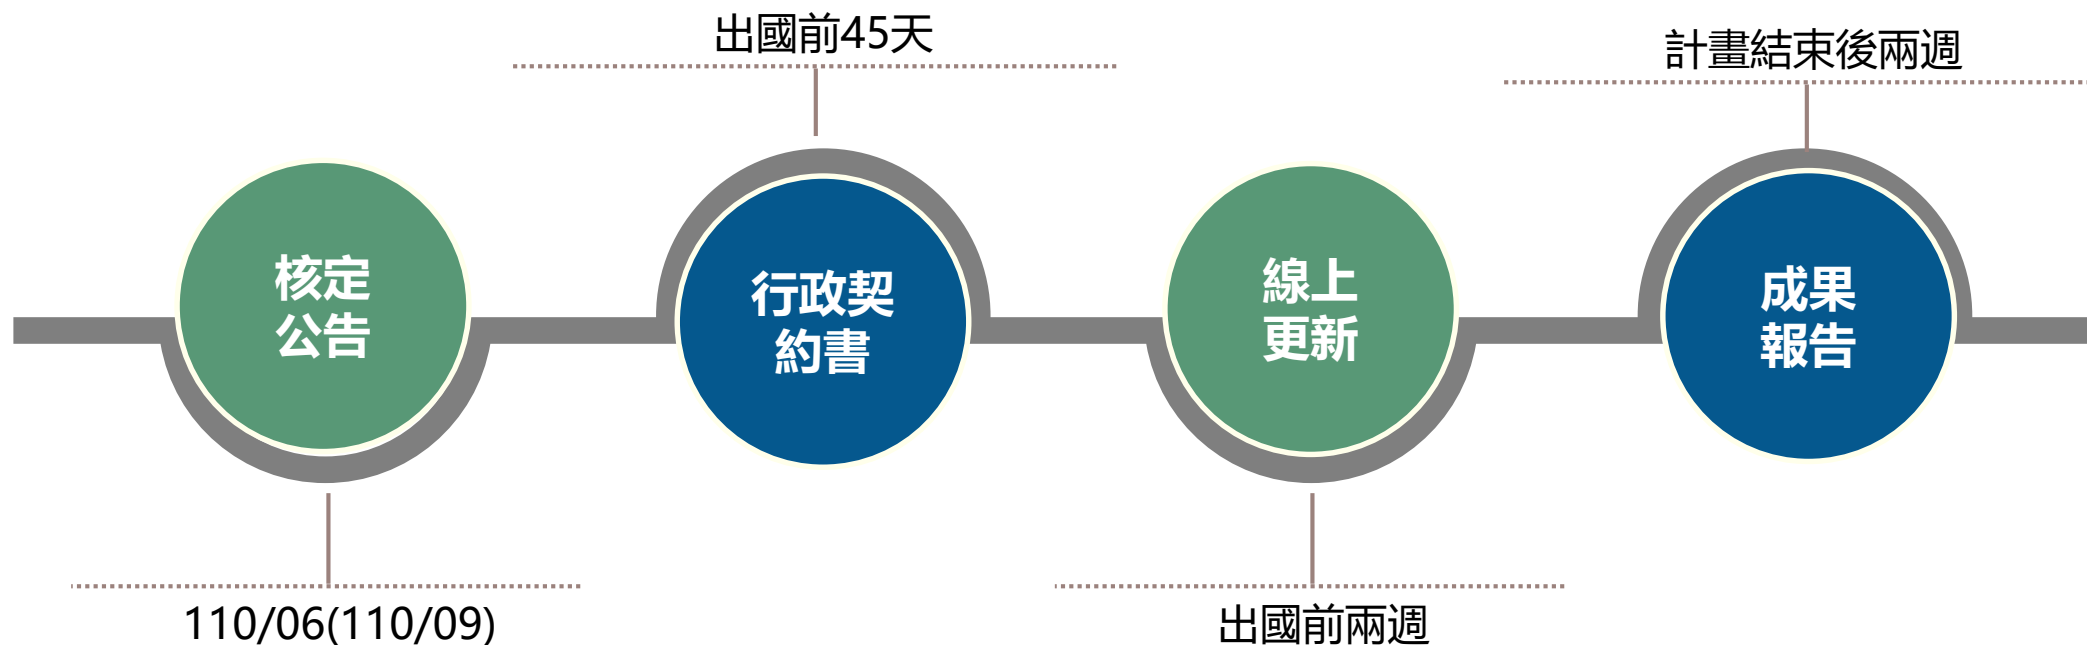 出國前45天
計畫結束後兩週
核定
公告
行政契
約書
線上
更新
成果
報告
110/06(110/09)
出國前兩週